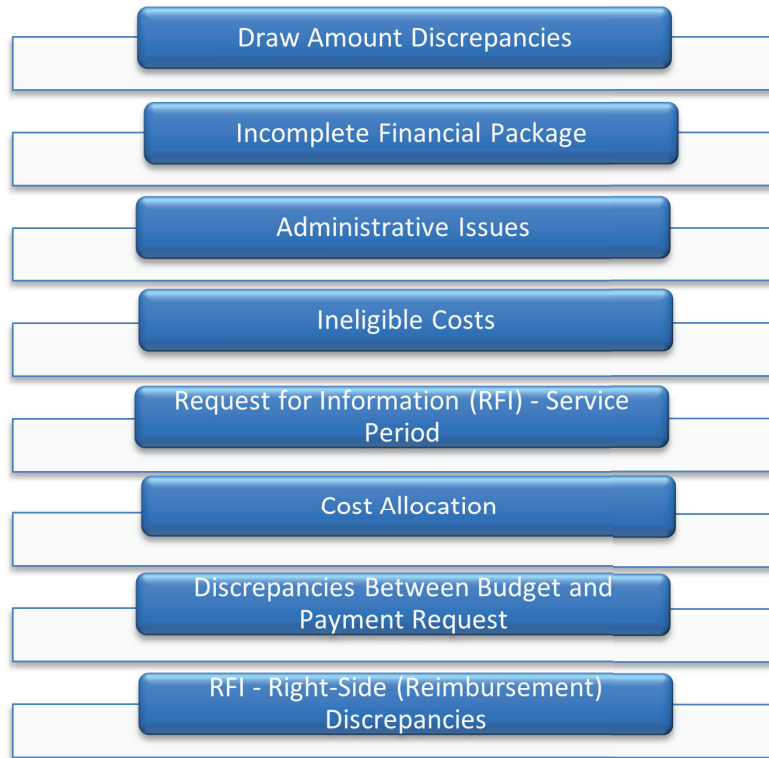 Draw Amount Discrepancies
Incomplete Financial Package
Administrative Issues
Ineligible Costs
Request for Information (RFI) - Service
Period
Cost Allocation
Discrepancies Between Budget and
Payment Request
RFI - Right-Side (Reimbursement)
Discrepancies